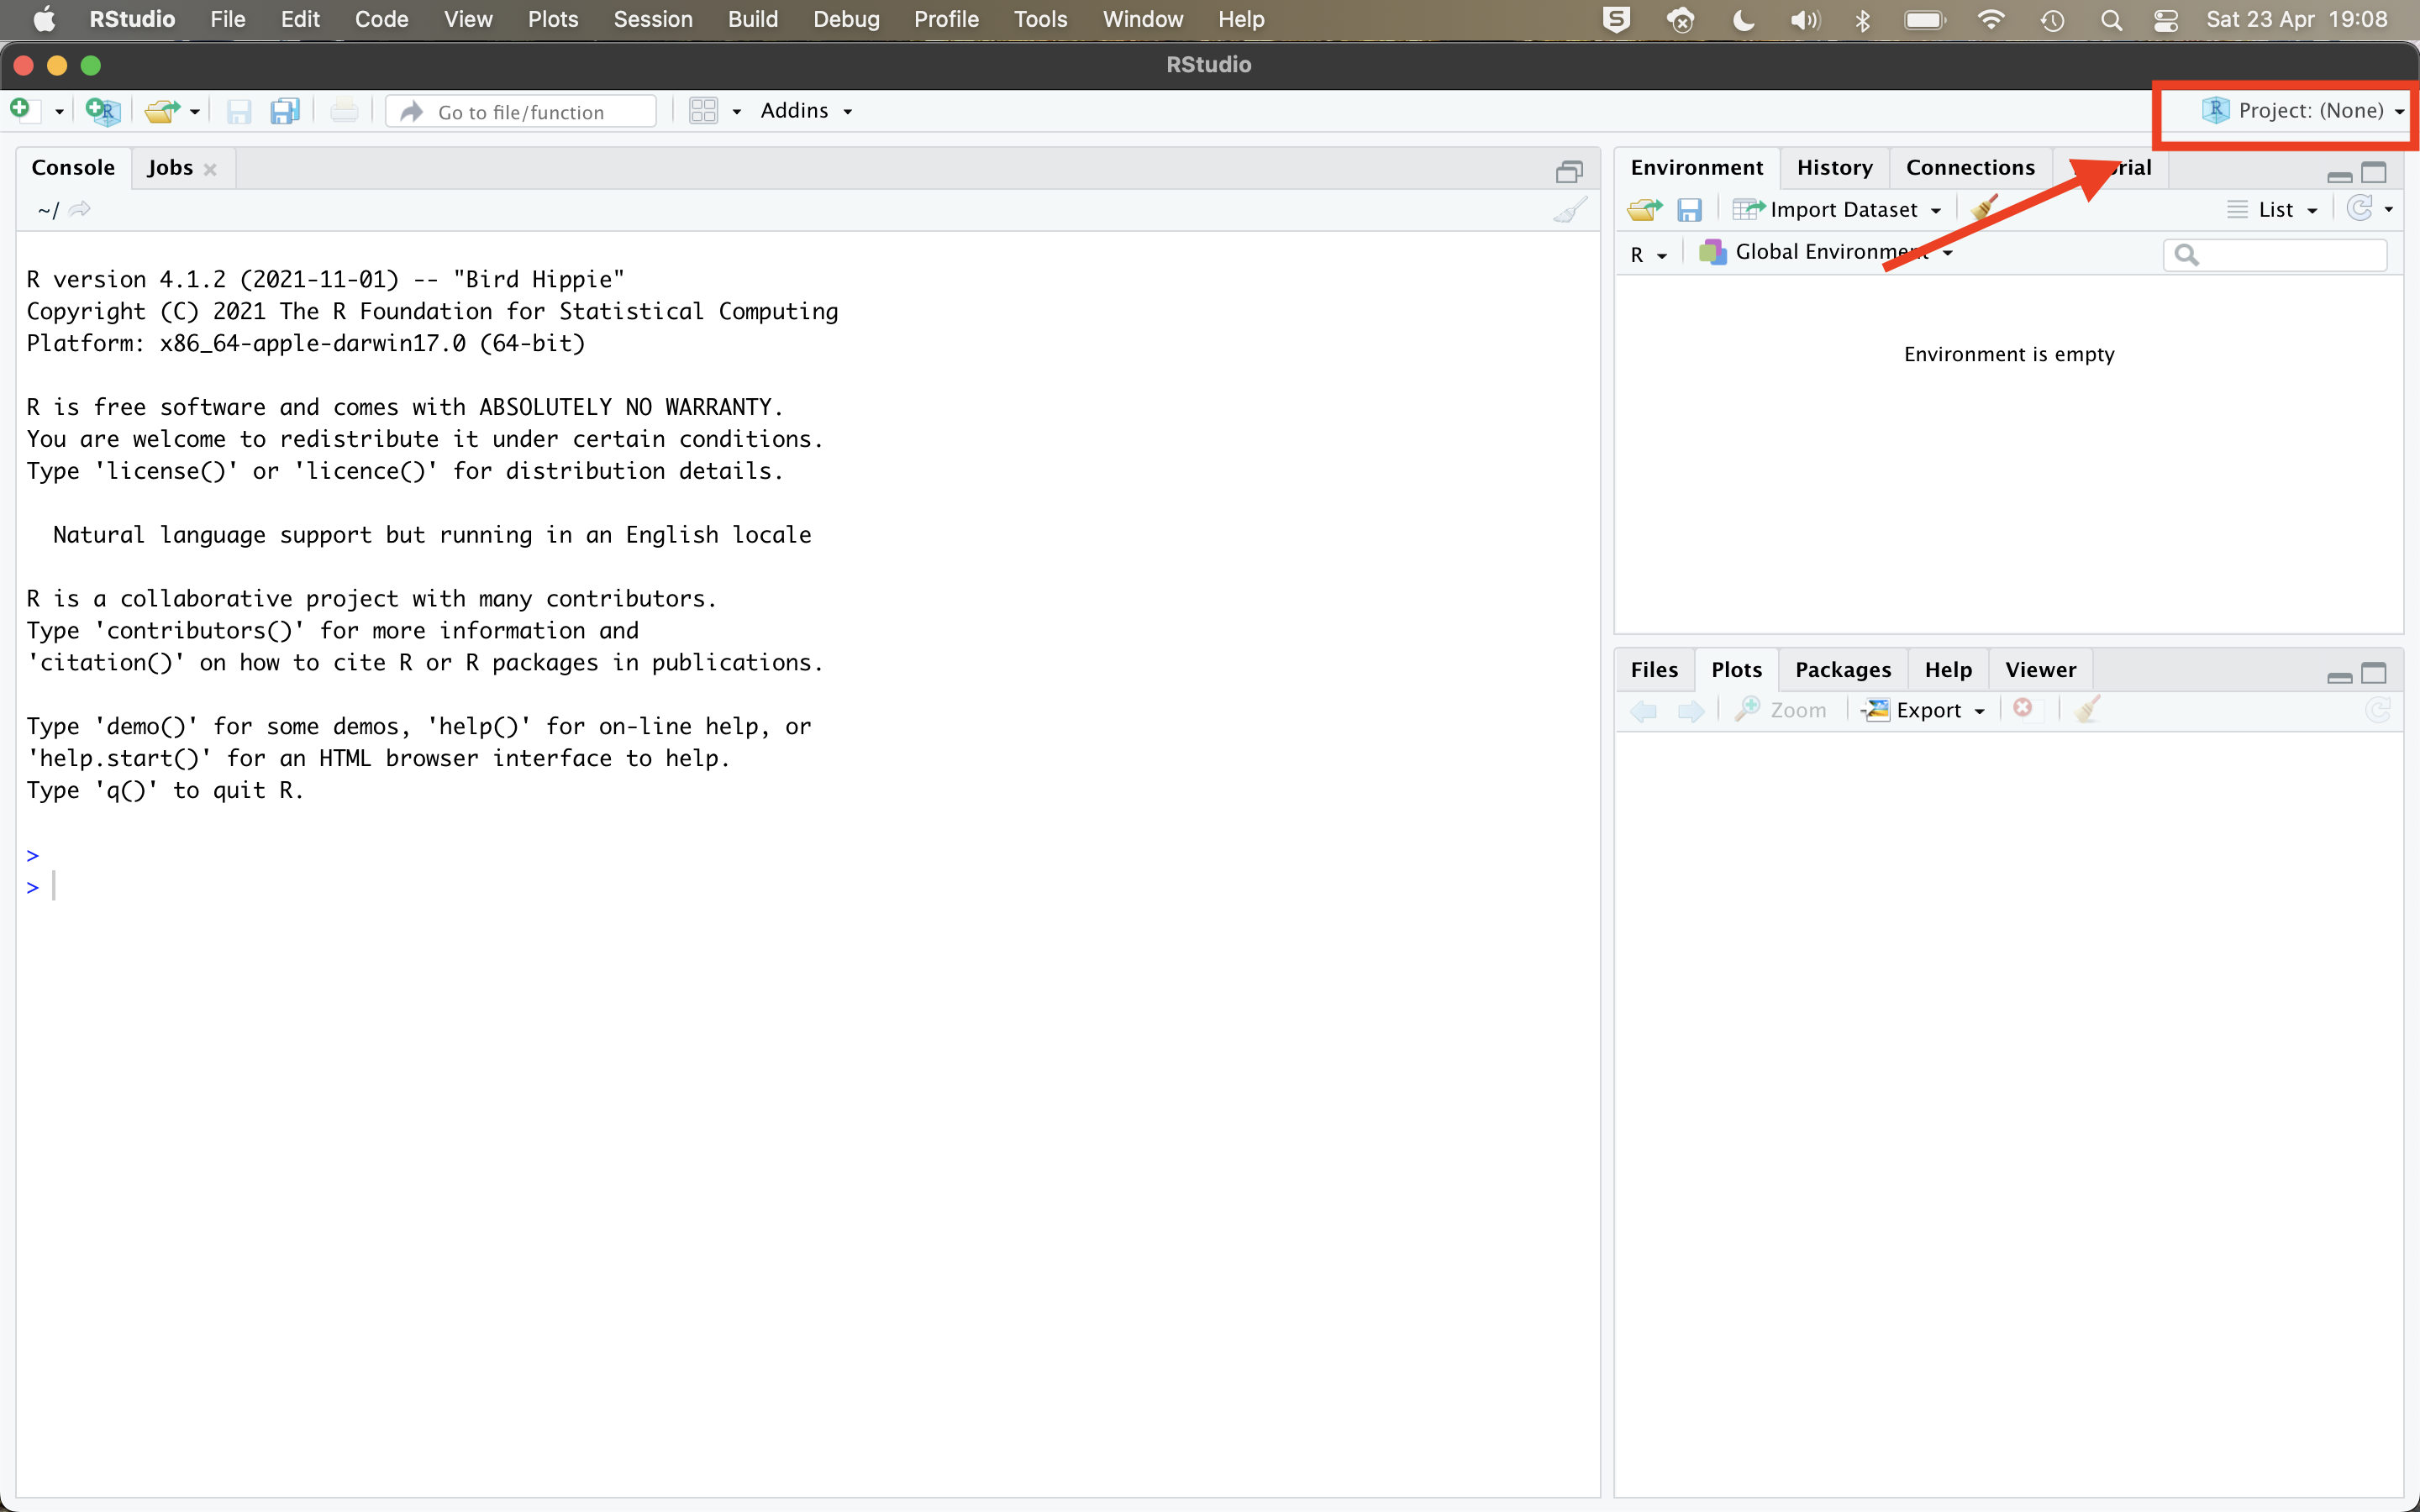 RStudio File Edit Code View Plots Session Build Debug Profile Tools Window Help Sat 23 Apr 19:08
RStudio
Go to file/function Addins Project: (None)
Console Jobs
~/
R version 4.1.2 (2021-11-01) -- "Bird Hippie"
Copyright (C) 2021 The R Foundation for Statistical Computing
Platform: x86_64-apple-darwin17.0 (64-bit)
R is free software and comes with ABSOLUTELY NO WARRANTY.
You are welcome to redistribute it under certain conditions.
Type 'license()' or 'licence()' for distribution details.
Natural language support but running in an English locale
R is a collaborative project with many contributors.
Type 'contributors()' for more information and
'citation()' on how to cite R or R packages in publications.
Type 'demo()' for some demos, 'help()' for on-line help, or
'help.start()' for an HTML browser interface to help.
Type 'q()' to quit R.
>
>
Environment History Connections
Import Dataset List
R Global Environment
Environment is empty
Files Plots Packages Help Viewer
Zoom Export